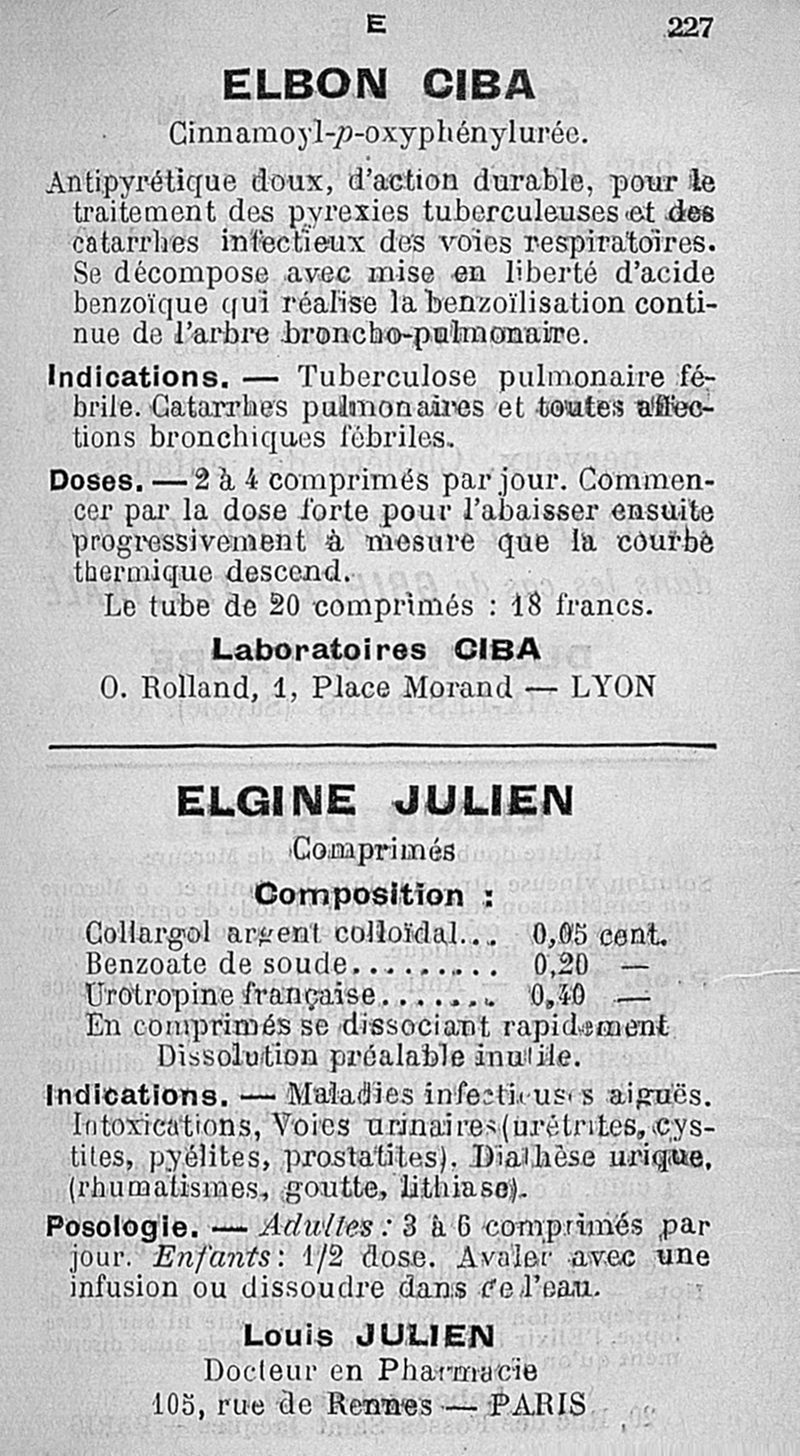 E
227
ELBON CIBA
Cinnamoyl-p-oxyphénylurée.
Antipyrétique doux, d'action durable, pour le
traitement des pyrexies tuberculeuses et des
catarrhes infectieux des voies respiratoires.
Se décompose avec mise en liberté d'acide
benzoïque qui réalise la benzoïlisation conti-
nue de l'arbre broncho-pulmonaire.
Indications. — Tuberculose pulmonaire fé-
brile. Catarrhes pulmonaires et toutes affec-
tions bronchiques fébriles.
Doses. — 2 à 4 comprimés par jour. Commen-
cer par la dose forte pour l'abaisser ensuite
progressivement à mesure que la courbe
thermique descend.
Le tube de 20 comprimés : 18 francs.
Laboratoires CIBA
O. Rolland, 1, Place Morand — LYON
ELGINE JULIEN
Comprimés
Composition :
Collargol argent colloïdal... 0,05 cent.
Benzoate de soude.......... 0,20 —
Urotropine française....... 0,40 —
En comprimés se dissociant rapidement
Dissolution préalable inutile.
Indications. — Maladies infectieuses aiguës.
Intoxications, Voies urinaires (urétrites, cys-
tites, pyélites, prostatites). Diathèse urique,
(rhumatismes, goutte, lithiase).
Posologie. — Adultes : 3 à 6 comprimés par
jour. Enfants : 1/2 dose. Avaler avec une
infusion ou dissoudre dans de l'eau.
Louis JULIEN
Docteur en Pharmacie
105, rue de Rennes — PARIS